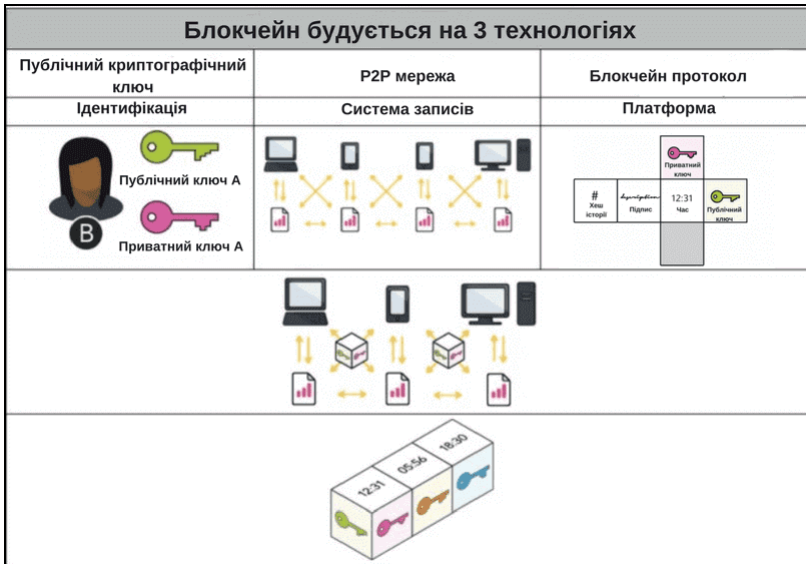 Блокчейн будується на 3 технологіях
Публічний криптографічний
ключ
P2P мережа
Блокчейн протокол
Ідентифікація
Система записів
Платформа
Публічний ключ А
B
Приватний ключ А
Приватний
ключ
#
Хеш
історії
Підпис
12:31
Час
Публічний
ключ
12:31
05:56
18:30